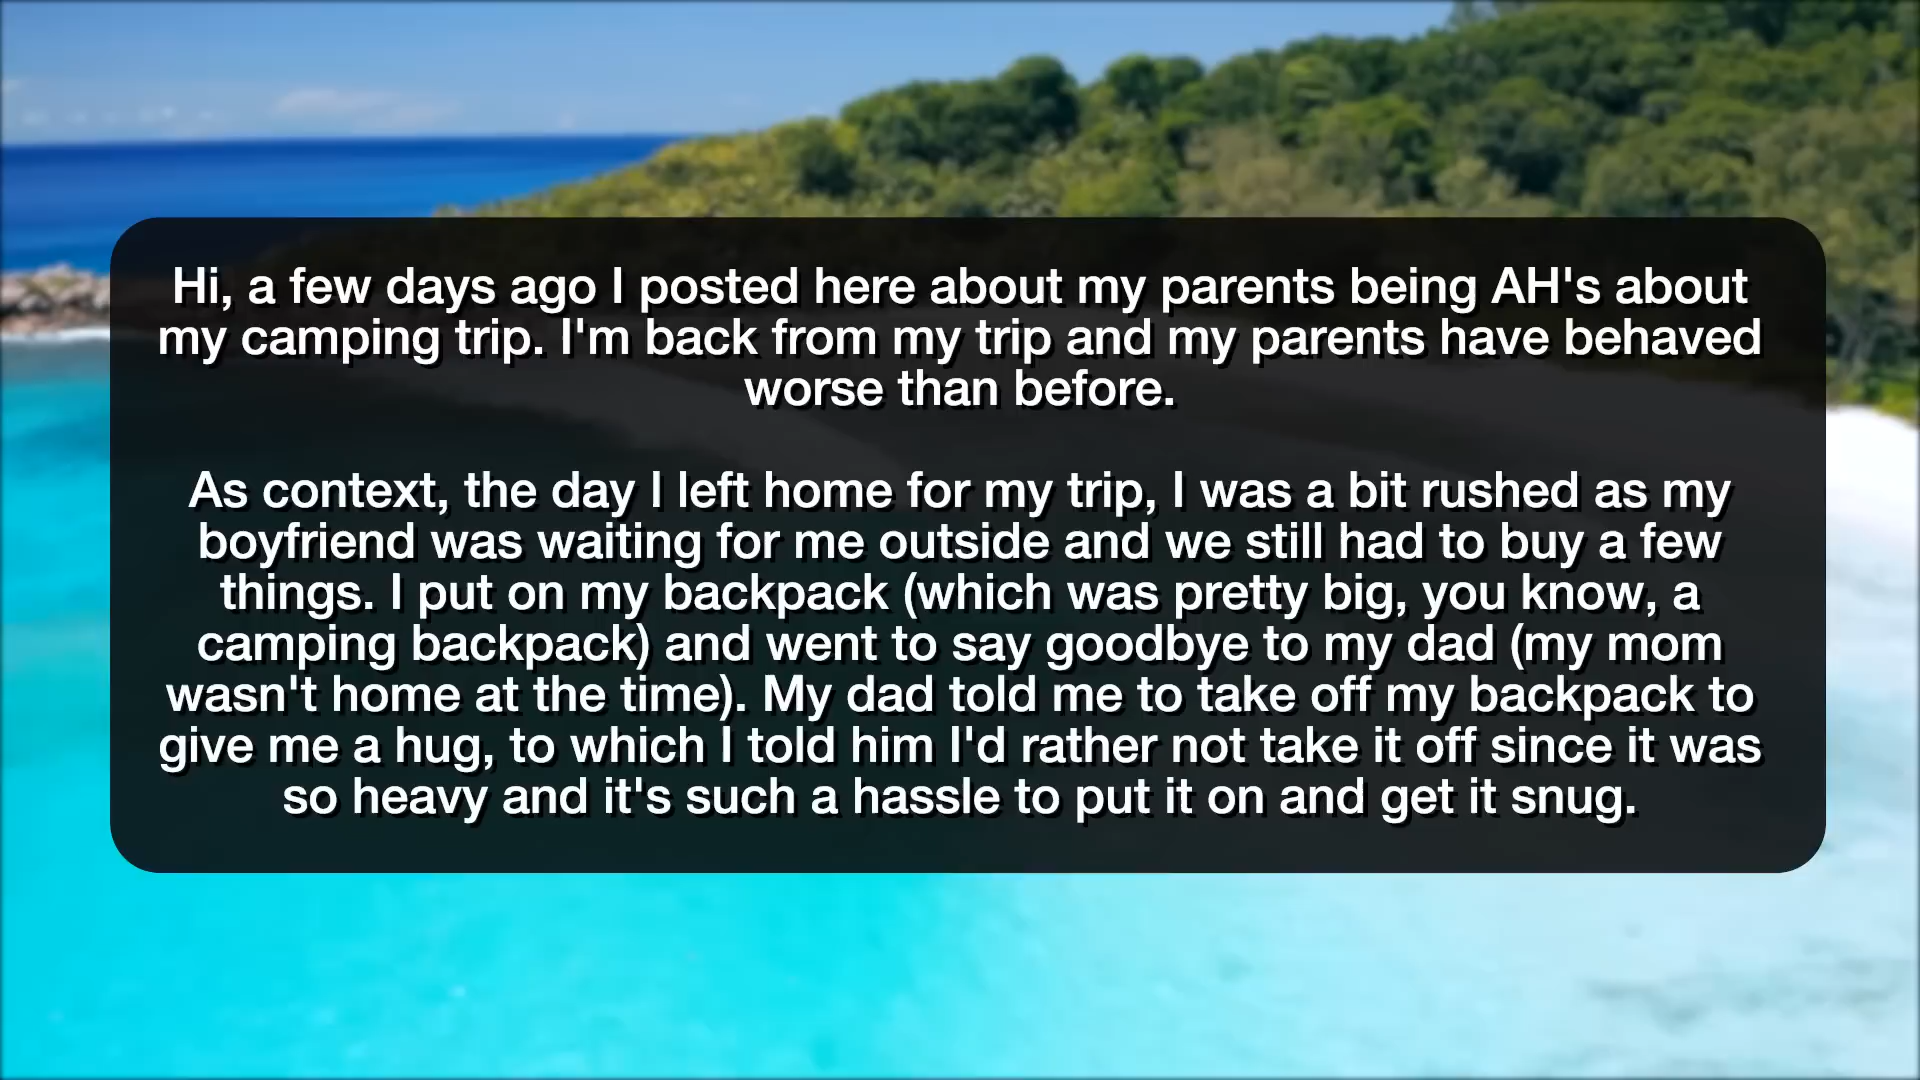 Hi, a few days ago I posted here about my parents being AH's about
my camping trip. I'm back from my trip and my parents have behaved
worse than before.
As context, the day I left home for my trip, I was a bit rushed as my
boyfriend was waiting for me outside and we still had to buy a few
things. I put on my backpack (which was pretty big, you know, a
camping backpack) and went to say goodbye to my dad (my mom
wasn't home at the time). My dad told me to take off my backpack to
give me a hug, to which I told him I'd rather not take it off since it was
so heavy and it's such a hassle to put it on and get it snug.